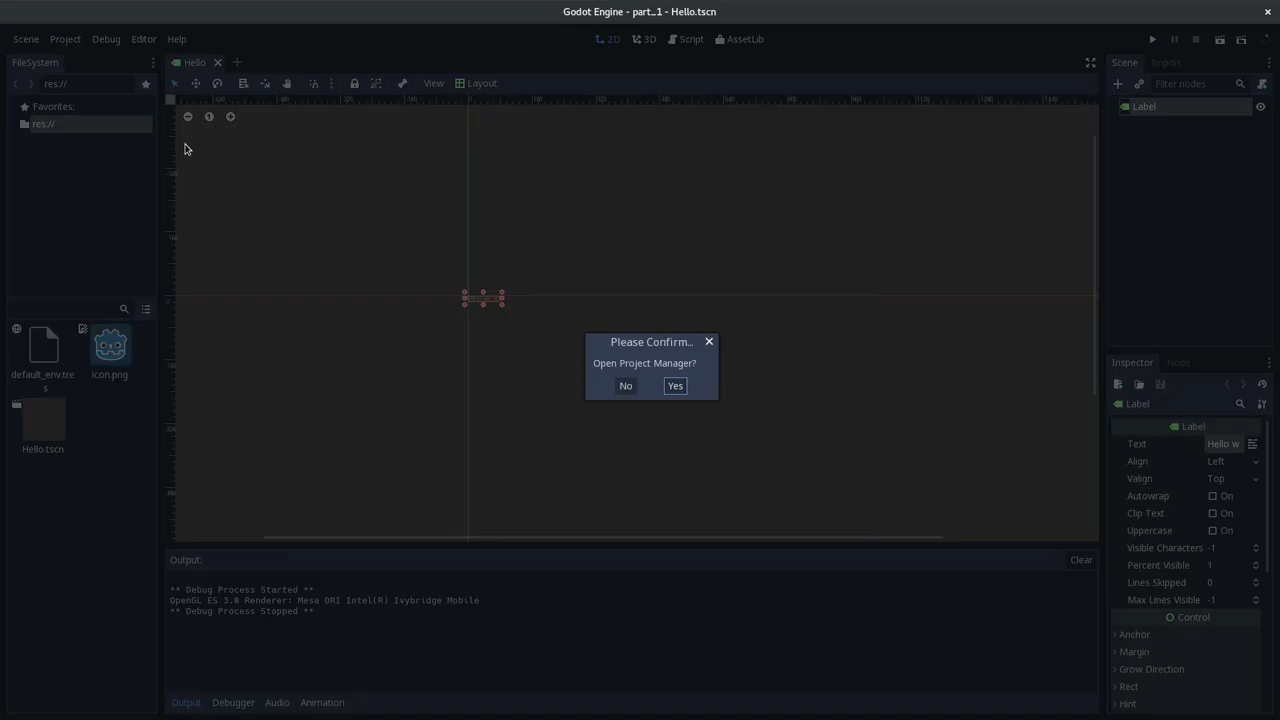 Godot Engine - part_1 - Hello.tscn
Scene Project Debug Editor Help
2D 3D Script AssetLib
FileSystem
res://
Favorites:
res://
default_env.tres
icon.png
Hello.tscn
Hello
View Layout
Please Confirm...
Open Project Manager?
No Yes
Output:
Clear
** Debug Process Started **
OpenGL ES 3.0 Renderer: Mesa DRI Intel(R) Ivybridge Mobile
** Debug Process Stopped **
Output Debugger Audio Animation
Scene Import
Filter nodes
Label
Inspector Node
Label
Label
Text Hello w
Align Left
Valign Top
Autowrap On
Clip Text On
Uppercase On
Visible Characters -1
Percent Visible 1
Lines Skipped 0
Max Lines Visible -1
Control
Anchor
Margin
Grow Direction
Rect
Hint